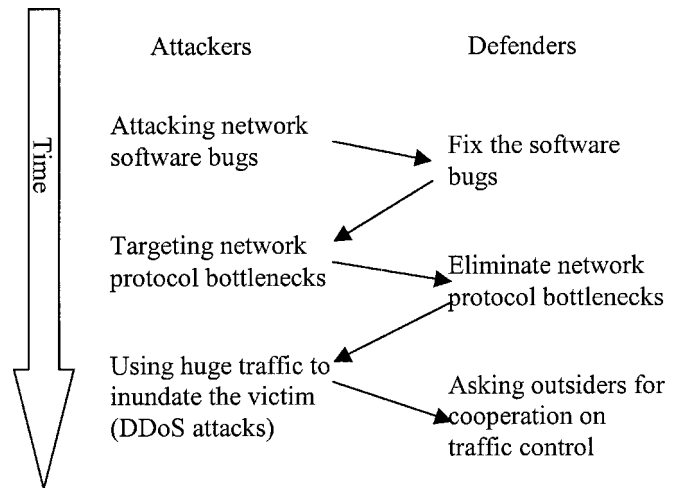 Attackers
Defenders
Time
Attacking network
software bugs
Fix the software
bugs
Targeting network
protocol bottlenecks
Eliminate network
protocol bottlenecks
Using huge traffic to
inundate the victim
(DDoS attacks)
Asking outsiders for
cooperation on
traffic control